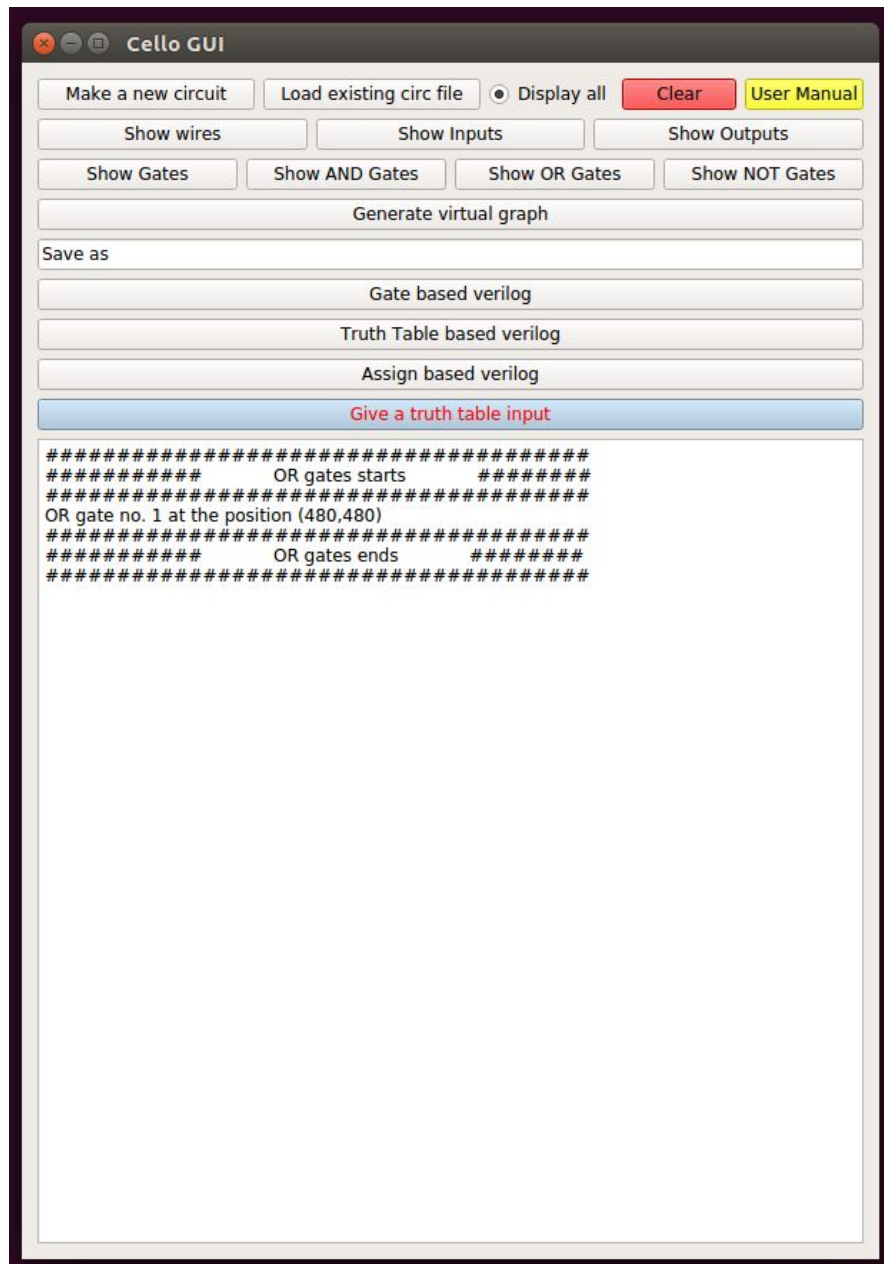 Cello GUI
Make a new circuit Load existing circ file Display all Clear User Manual
Show wires Show Inputs Show Outputs
Show Gates Show AND Gates Show OR Gates Show NOT Gates
Generate virtual graph
Save as
Gate based verilog
Truth Table based verilog
Assign based verilog
Give a truth table input
######################################
########### OR gates starts ########
######################################
OR gate no. 1 at the position (480,480)
######################################
########### OR gates ends ########
######################################